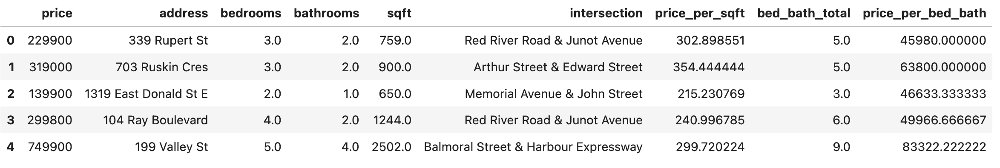 price address bedrooms bathrooms sqft intersection price_per_sqft bed_bath_total price_per_bed_bath
0 229900 339 Rupert St 3.0 2.0 759.0 Red River Road & Junot Avenue 302.898551 5.0 45980.000000
1 319000 703 Ruskin Cres 3.0 2.0 900.0 Arthur Street & Edward Street 354.444444 5.0 63800.000000
2 139900 1319 East Donald St E 2.0 1.0 650.0 Memorial Avenue & John Street 215.230769 3.0 46633.333333
3 299800 104 Ray Boulevard 4.0 2.0 1244.0 Red River Road & Junot Avenue 240.996785 6.0 49966.666667
4 749900 199 Valley St 5.0 4.0 2502.0 Balmoral Street & Harbour Expressway 299.720224 9.0 83322.222222